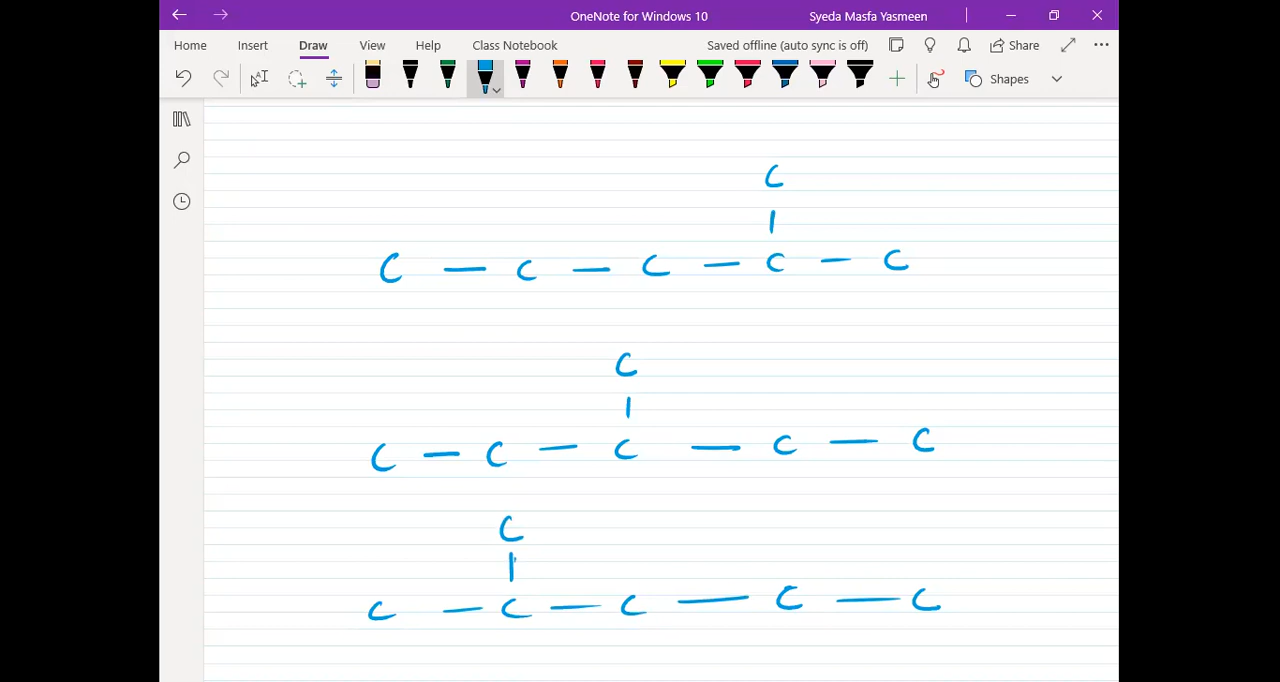 OneNote for Windows 10 Syeda Masfa Yasmeen
Home Insert Draw View Help Class Notebook Saved offline (auto sync is off) Share
Shapes
C
C — C — C — C — C
C
C — C — C — C — C
C
C — C — C — C — C